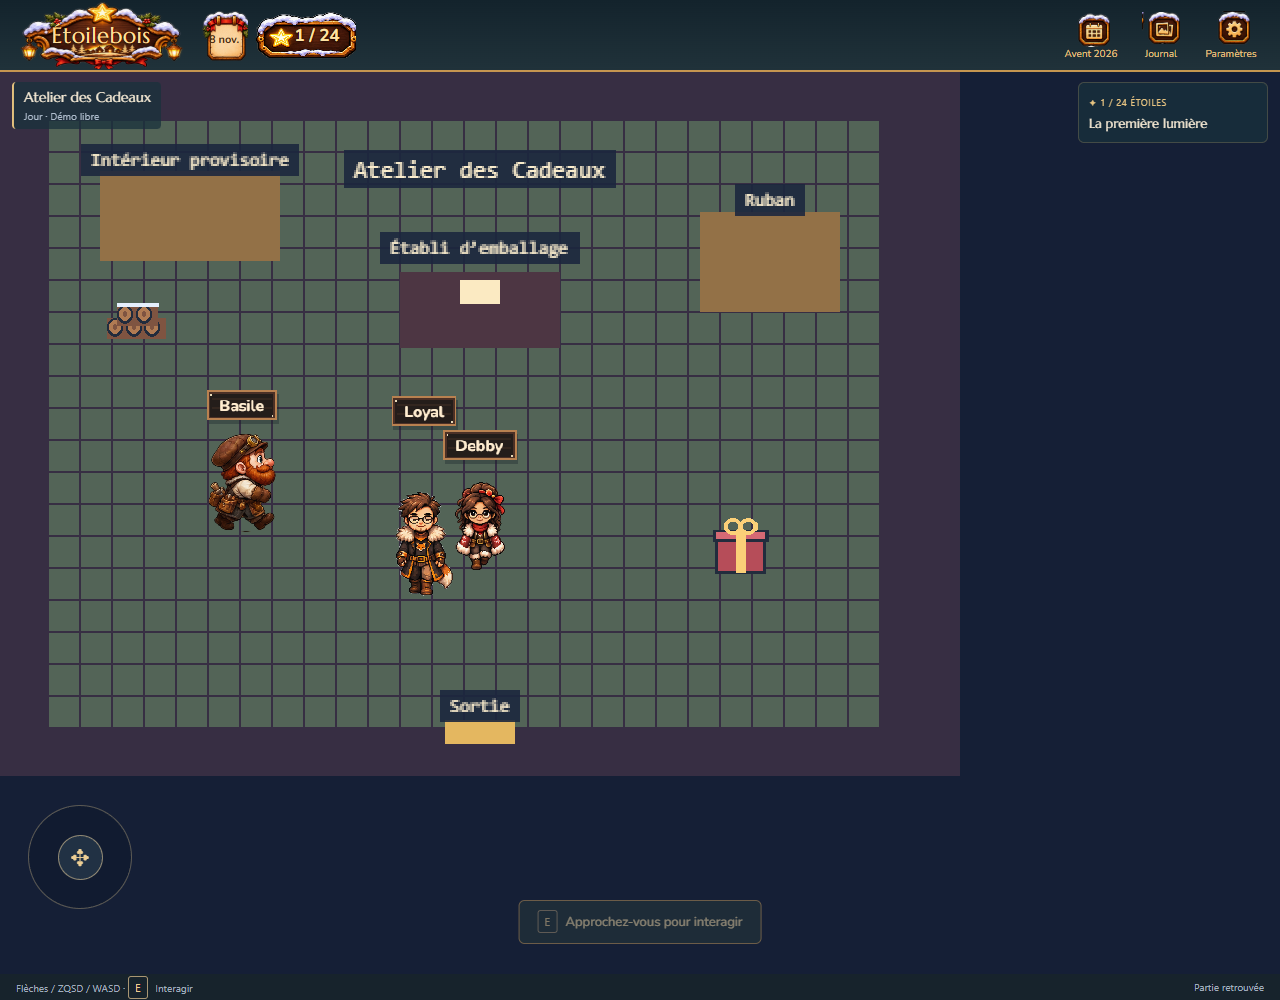 Étoilebois
8 nov.
1 / 24
Avent 2026
Journal
Paramètres
Atelier des Cadeaux
Jour · Démo libre
✦ 1 / 24 ÉTOILES
La première lumière
Intérieur provisoire
Atelier des Cadeaux
Ruban
Établi d'emballage
Basile
Loyal
Debby
Sortie
E Approchez-vous pour interagir
Flèches / ZQSD / WASD · E Interagir
Partie retrouvée